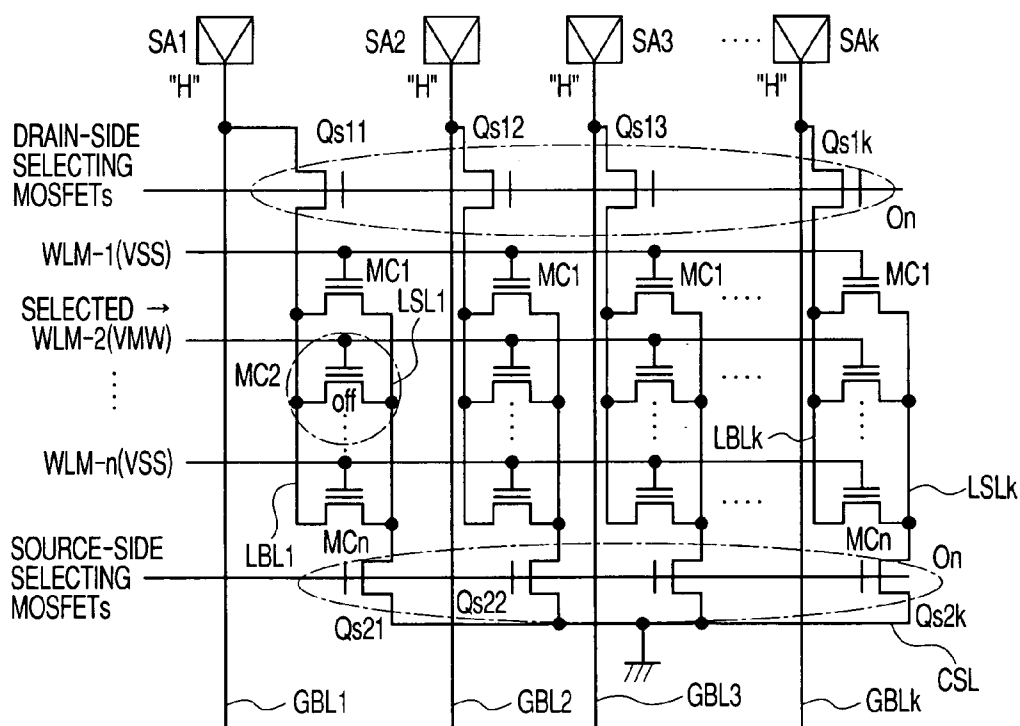 SA1 SA2 SA3 SAk
"H" "H" "H" "H"
Qs11 Qs12 Qs13 Qs1k
DRAIN-SIDE
SELECTING
MOSFETs
On
WLM-1(VSS)
MC1 MC1 MC1 MC1
SELECTED →
LSL1
WLM-2(VMW)
MC2
off
LBLk
WLM-n(VSS)
LSLk
MCn MCn
LBL1
SOURCE-SIDE
SELECTING
MOSFETs
On
Qs22
Qs21 Qs2k
CSL
GBL1 GBL2 GBL3 GBLk